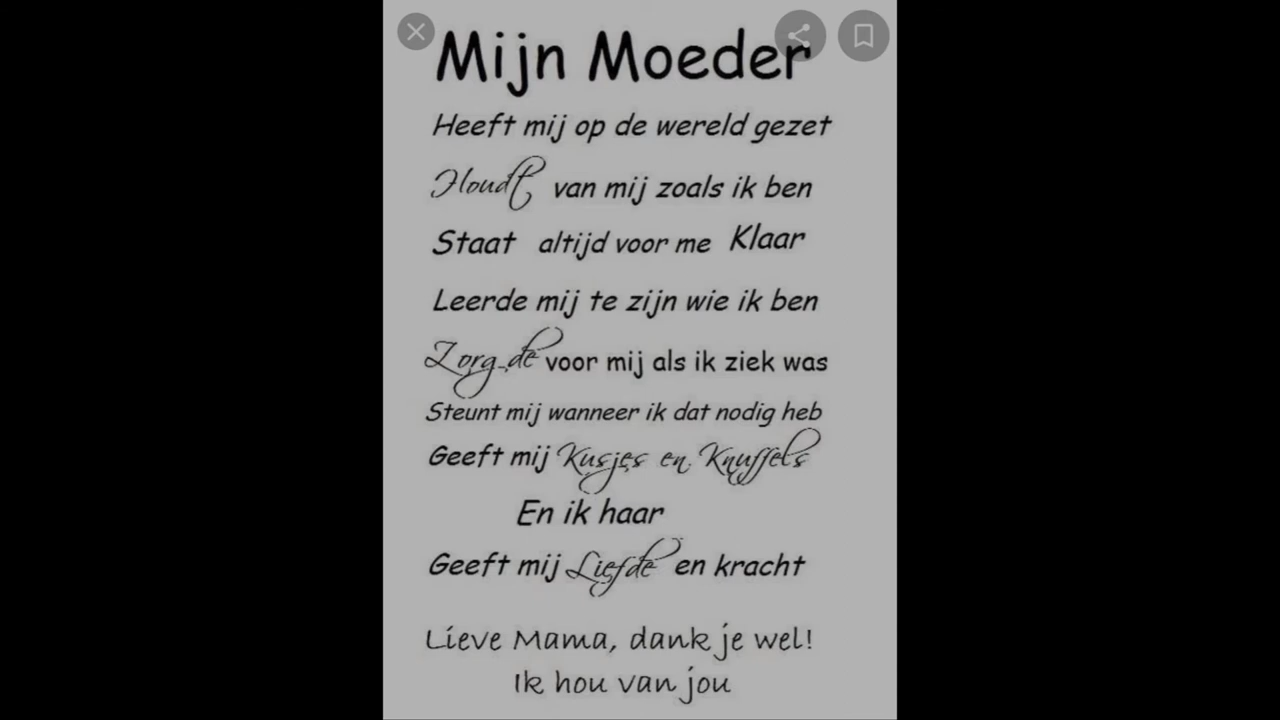 Mijn Moeder
Heeft mij op de wereld gezet
Houdt van mij zoals ik ben
Staat altijd voor me Klaar
Leerde mij te zijn wie ik ben
Zorgde voor mij als ik ziek was
Steunt mij wanneer ik dat nodig heb
Geeft mij Kusjes en Knuffels
En ik haar
Geeft mij Liefde en kracht
Lieve Mama, dank je wel!
Ik hou van jou